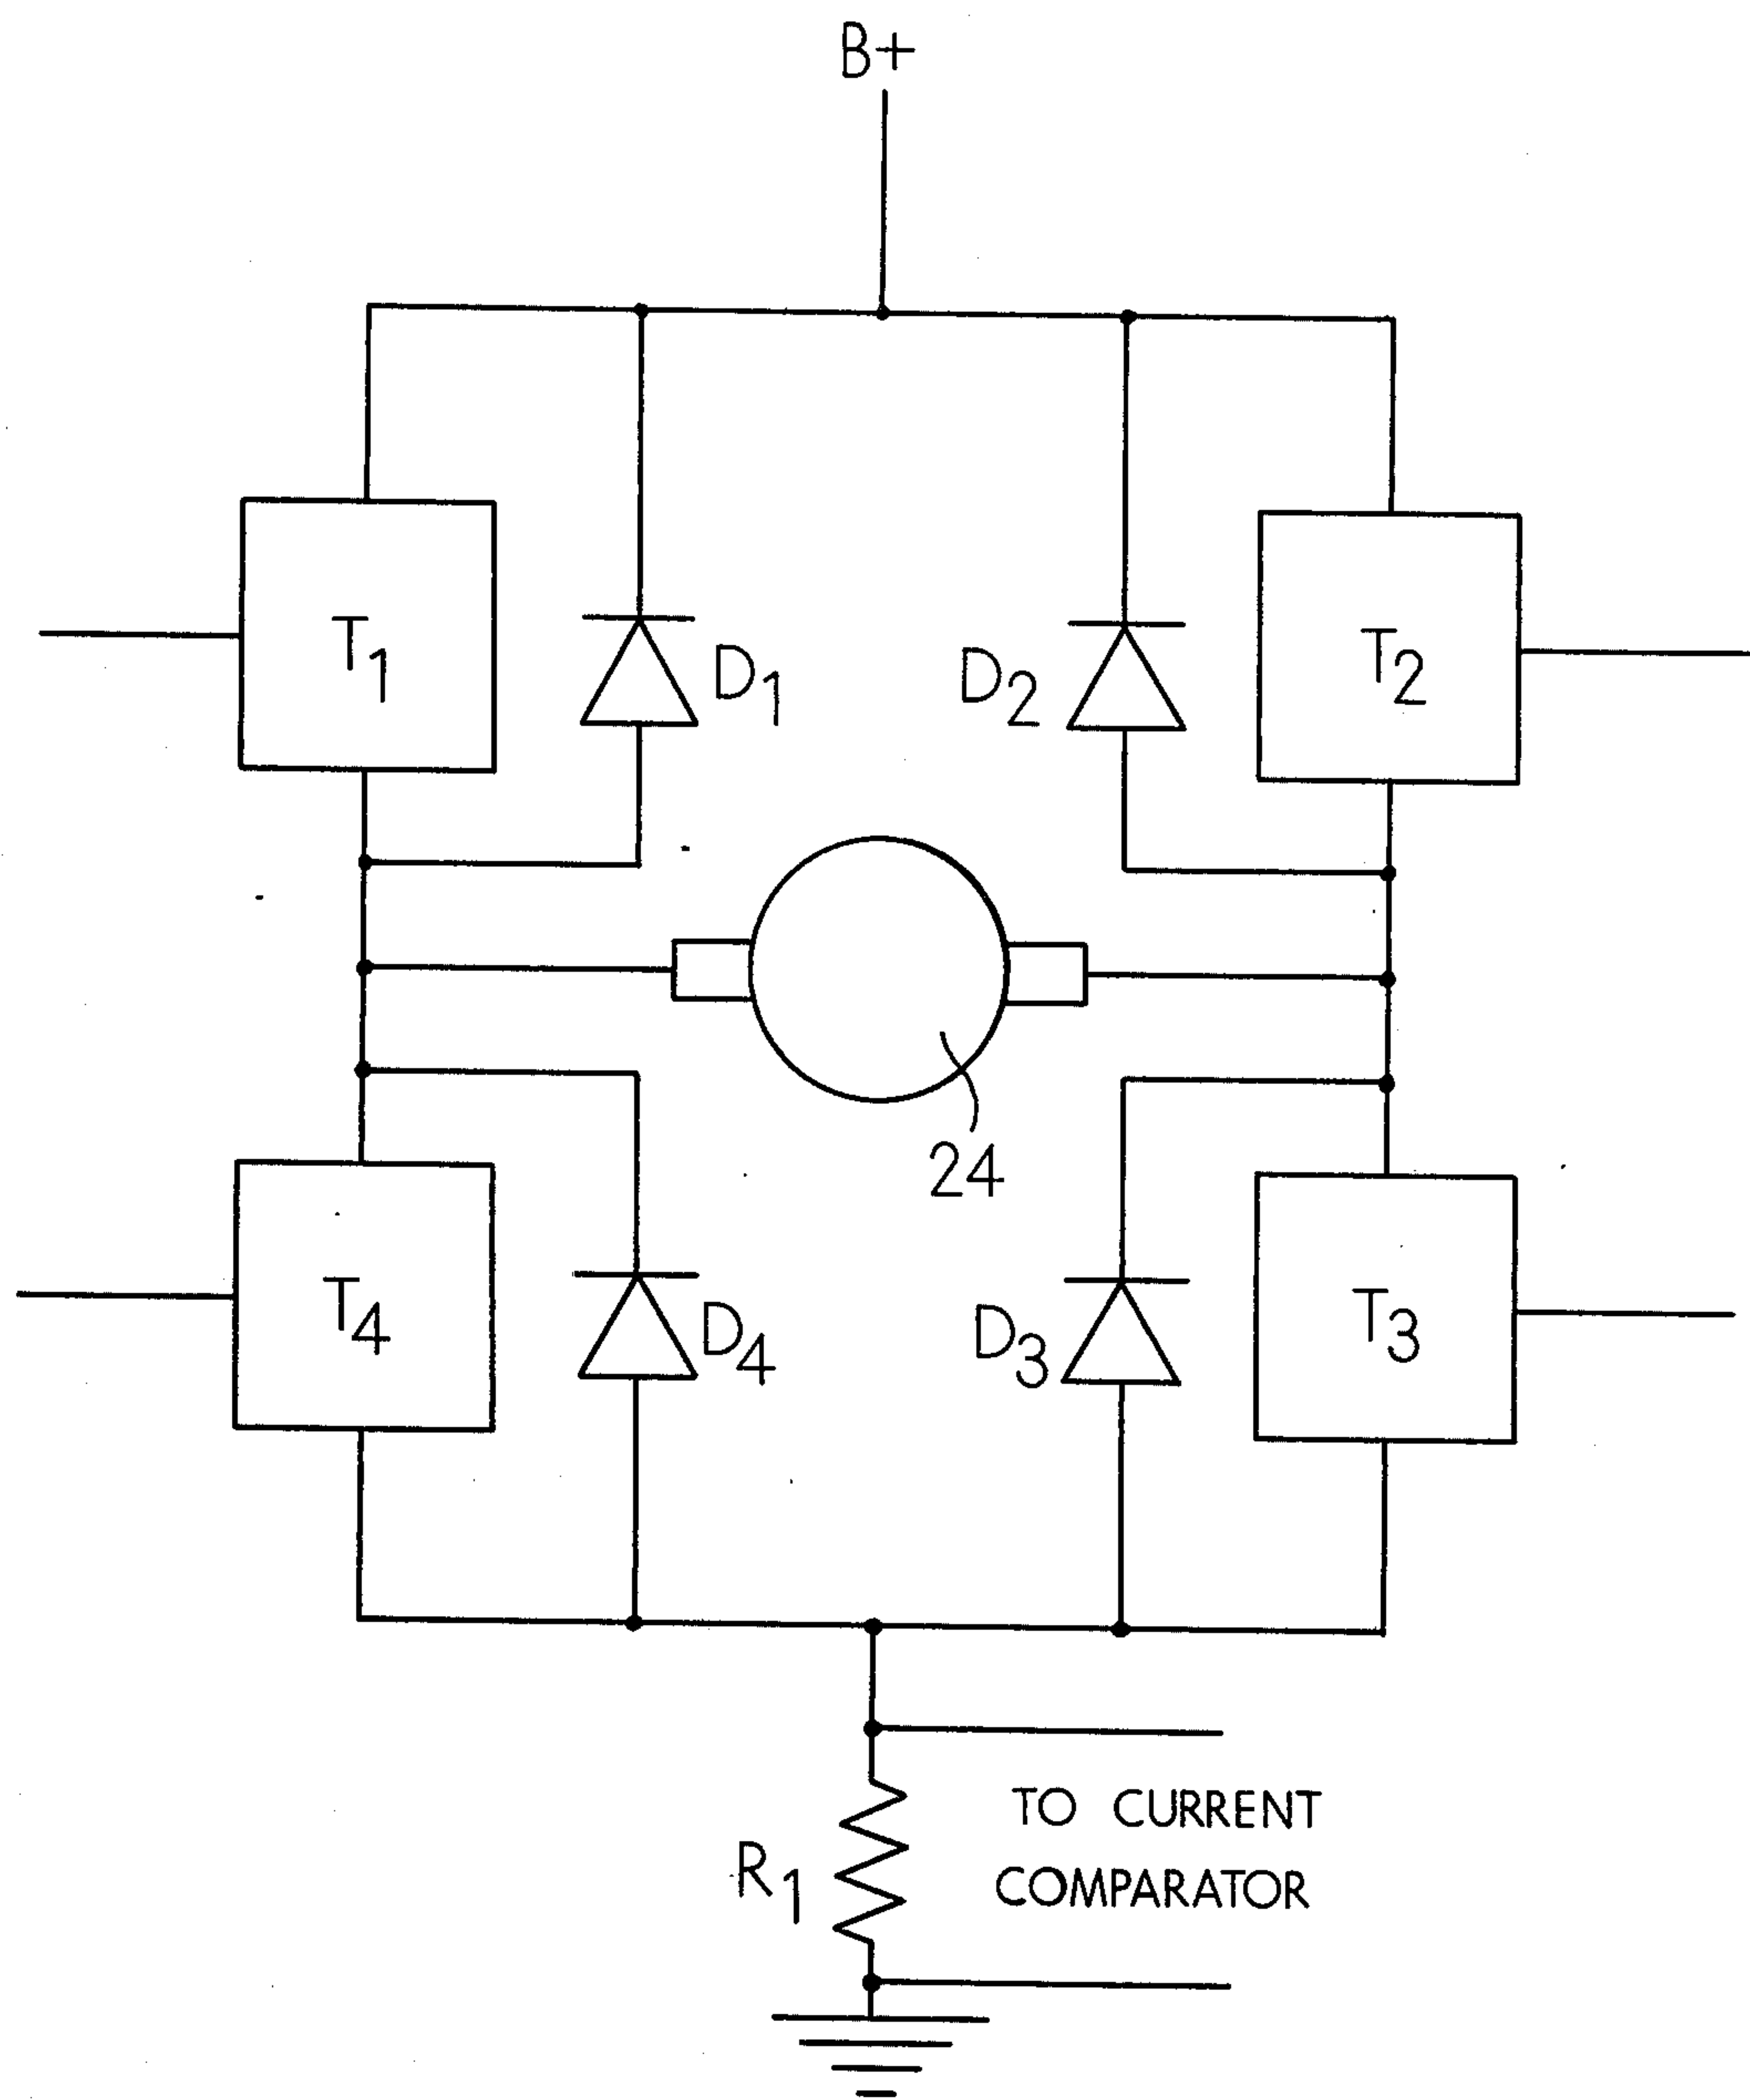 B+
T1
D1
D2
T2
24
T4
D4
D3
T3
TO CURRENT
COMPARATOR
R1